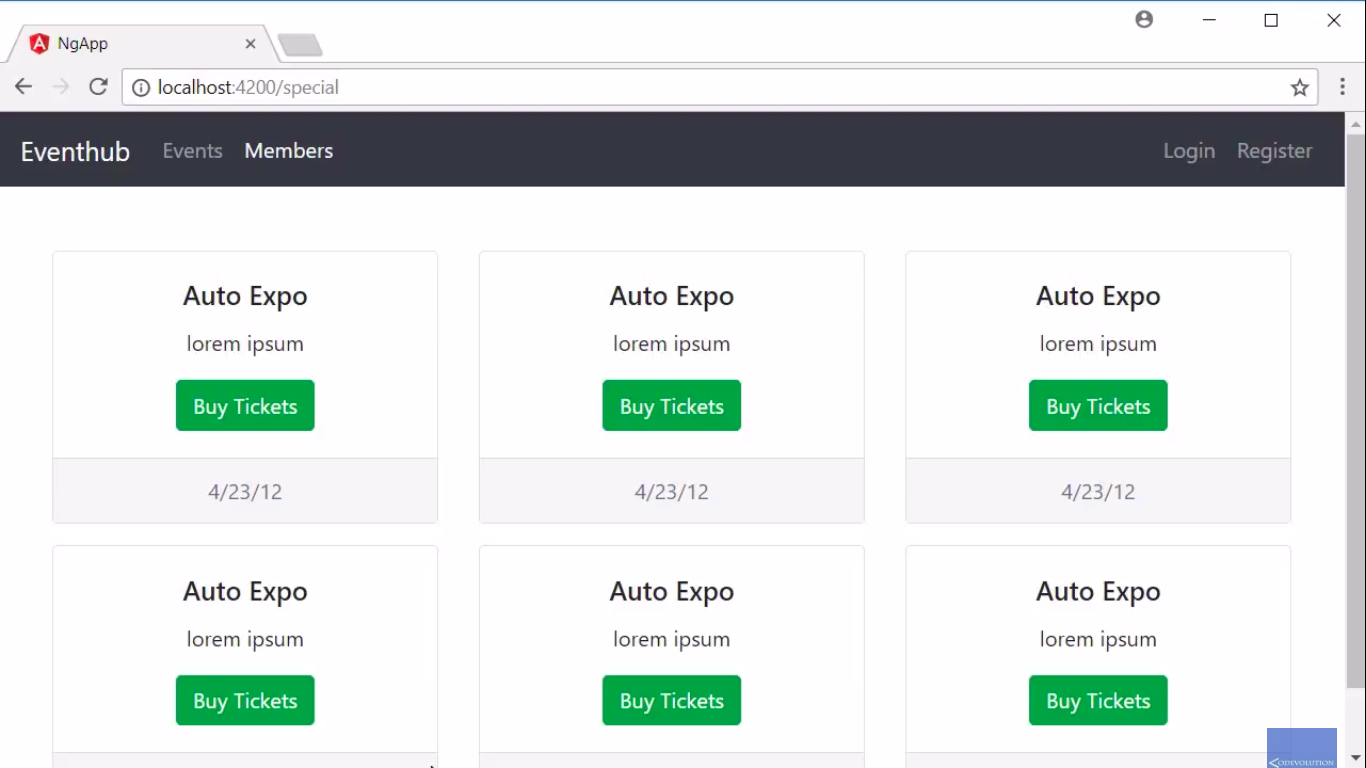 NgApp
localhost:4200/special
Eventhub Events Members Login Register
Auto Expo Auto Expo Auto Expo
lorem ipsum lorem ipsum lorem ipsum
Buy Tickets Buy Tickets Buy Tickets
4/23/12 4/23/12 4/23/12
Auto Expo Auto Expo Auto Expo
lorem ipsum lorem ipsum lorem ipsum
Buy Tickets Buy Tickets Buy Tickets
CODEVOLUTION